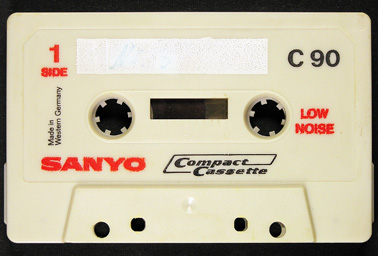 1
SIDE
C 90
Made in
Western Germany
LOW
NOISE
SANYO
Compact
Cassette